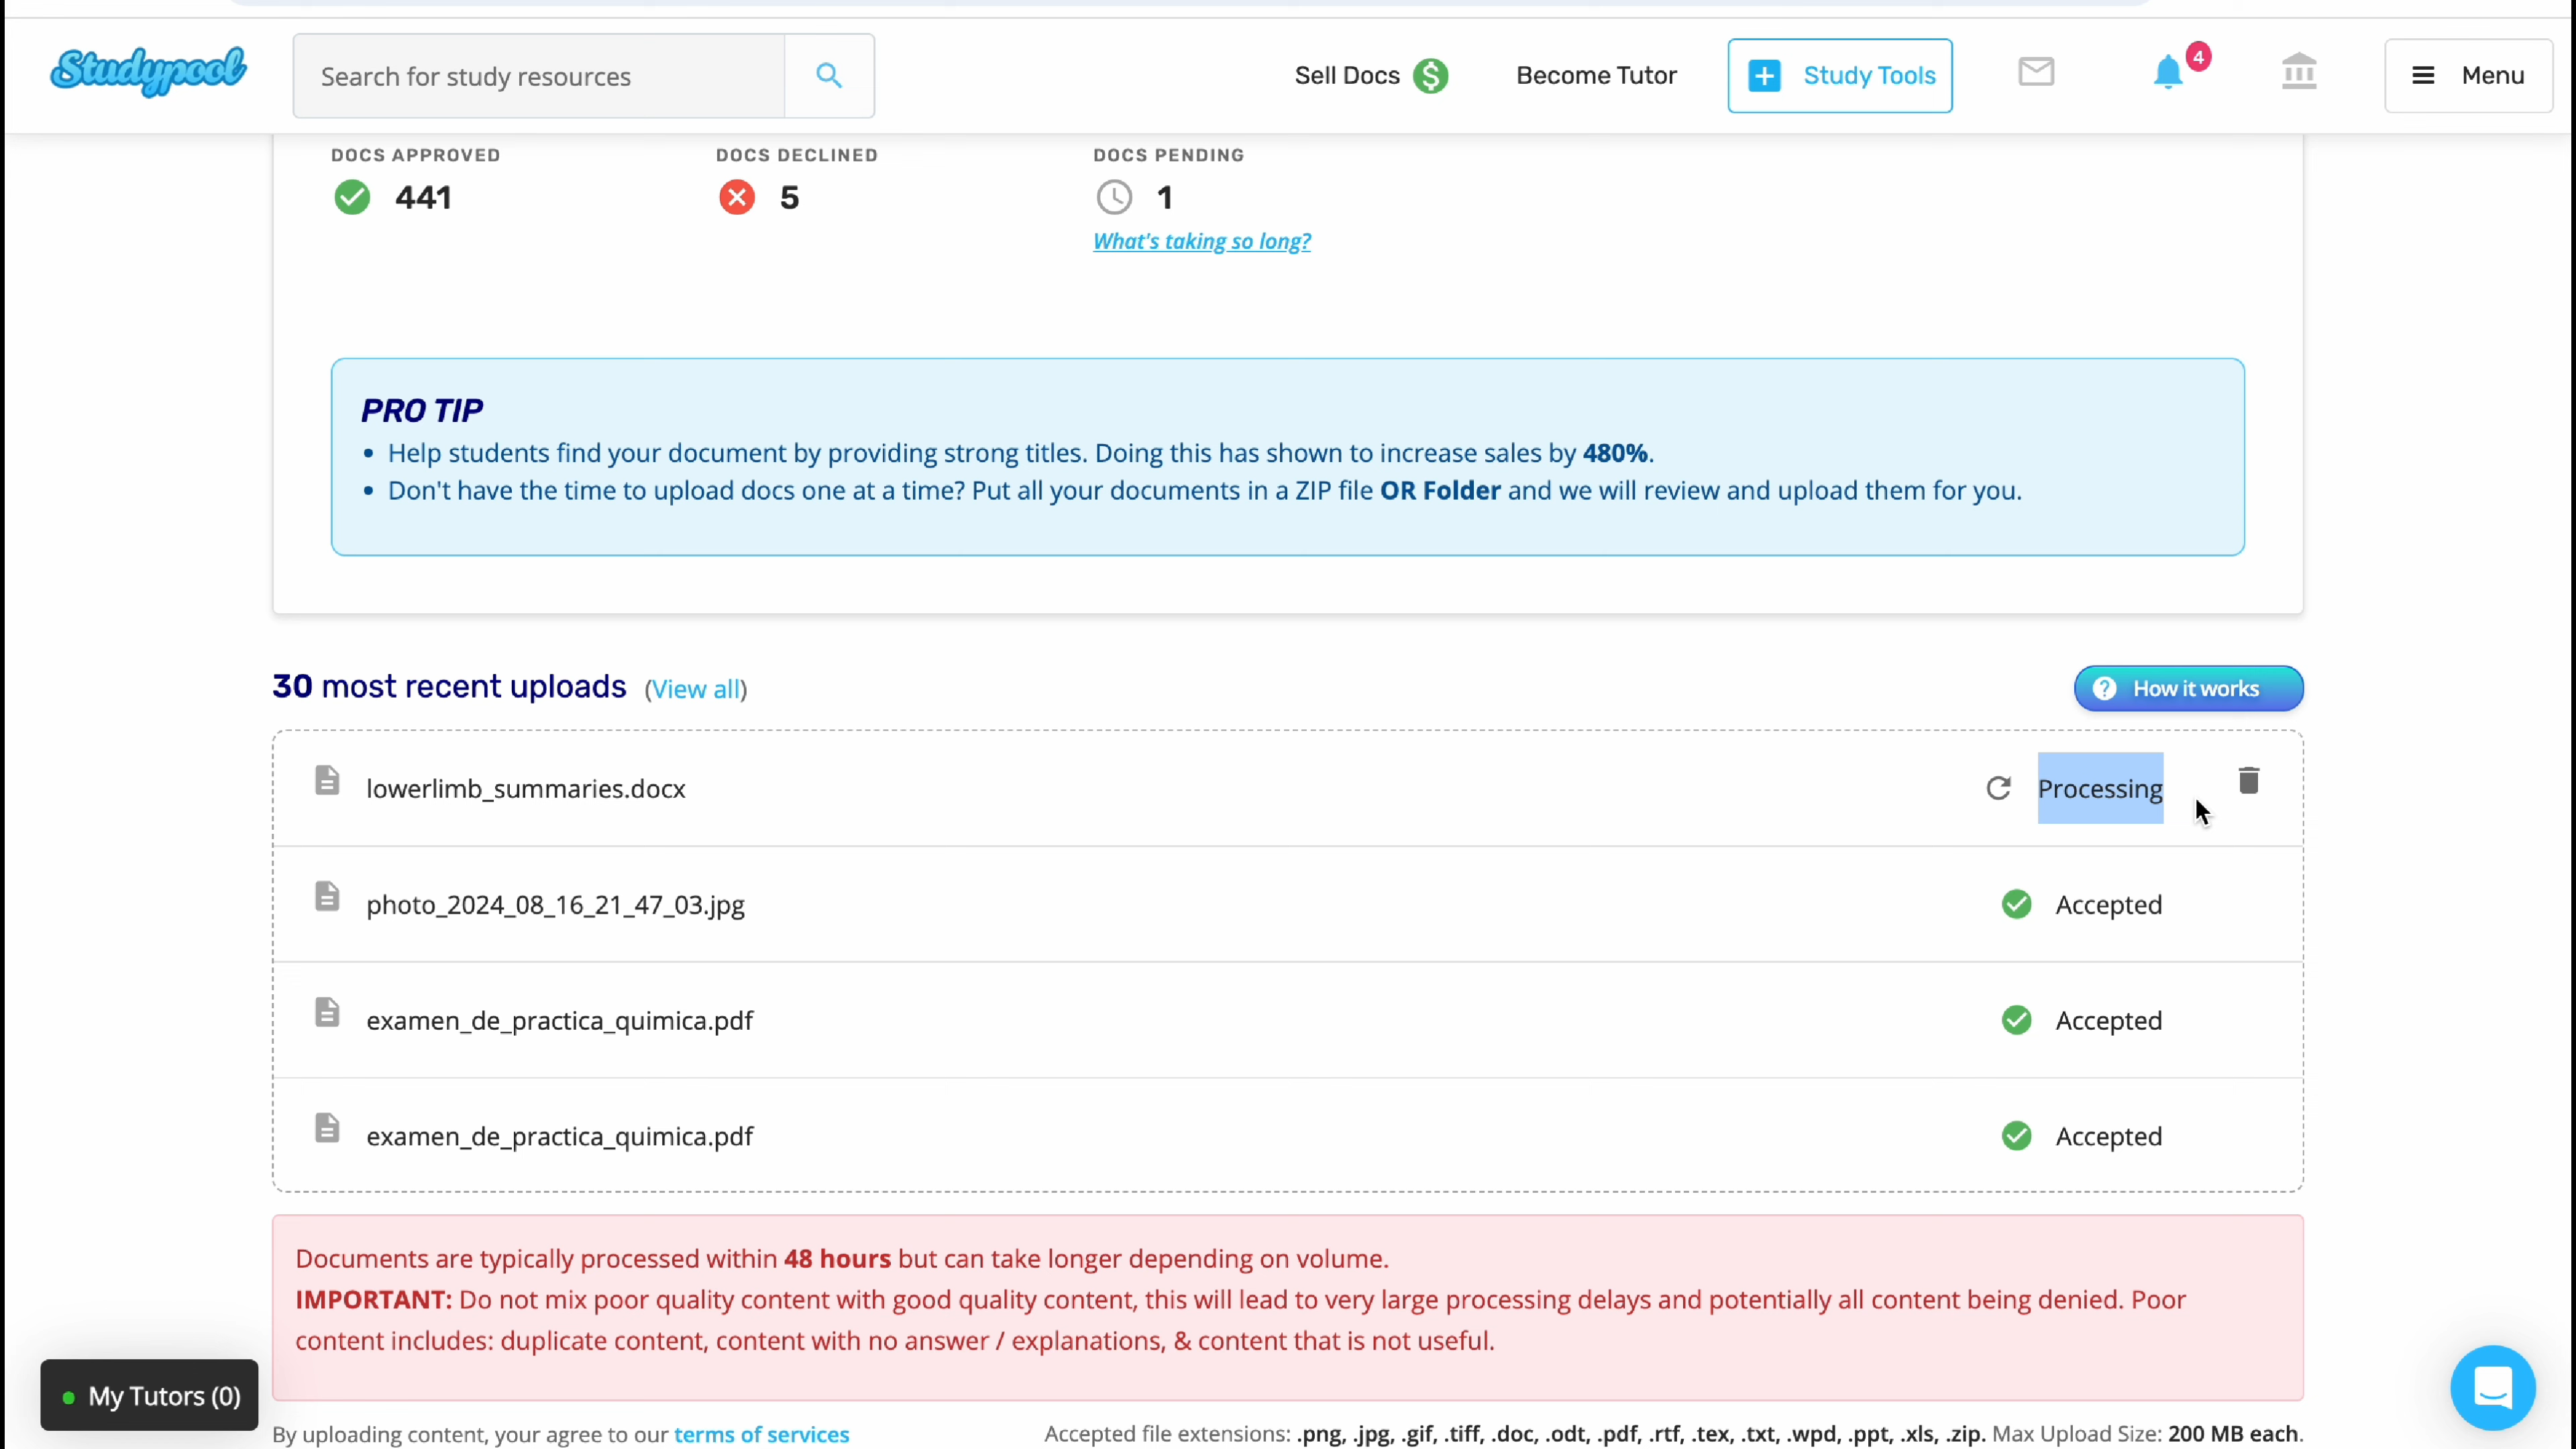 Studypool
Search for study resources
Sell Docs $
Become Tutor
Study Tools
4
Menu
DOCS APPROVED
441
DOCS DECLINED
5
DOCS PENDING
1
What's taking so long?
PRO TIP
• Help students find your document by providing strong titles. Doing this has shown to increase sales by 480%.
• Don't have the time to upload docs one at a time? Put all your documents in a ZIP file OR Folder and we will review and upload them for you.
30 most recent uploads (View all)
? How it works
lowerlimb_summaries.docx
Processing
photo_2024_08_16_21_47_03.jpg
Accepted
examen_de_practica_quimica.pdf
Accepted
examen_de_practica_quimica.pdf
Accepted
Documents are typically processed within 48 hours but can take longer depending on volume.
IMPORTANT: Do not mix poor quality content with good quality content, this will lead to very large processing delays and potentially all content being denied. Poor
content includes: duplicate content, content with no answer / explanations, & content that is not useful.
My Tutors (0)
By uploading content, your agree to our terms of services
Accepted file extensions: .png, .jpg, .gif, .tiff, .doc, .odt, .pdf, .rtf, .tex, .txt, .wpd, .ppt, .xls, .zip. Max Upload Size: 200 MB each.